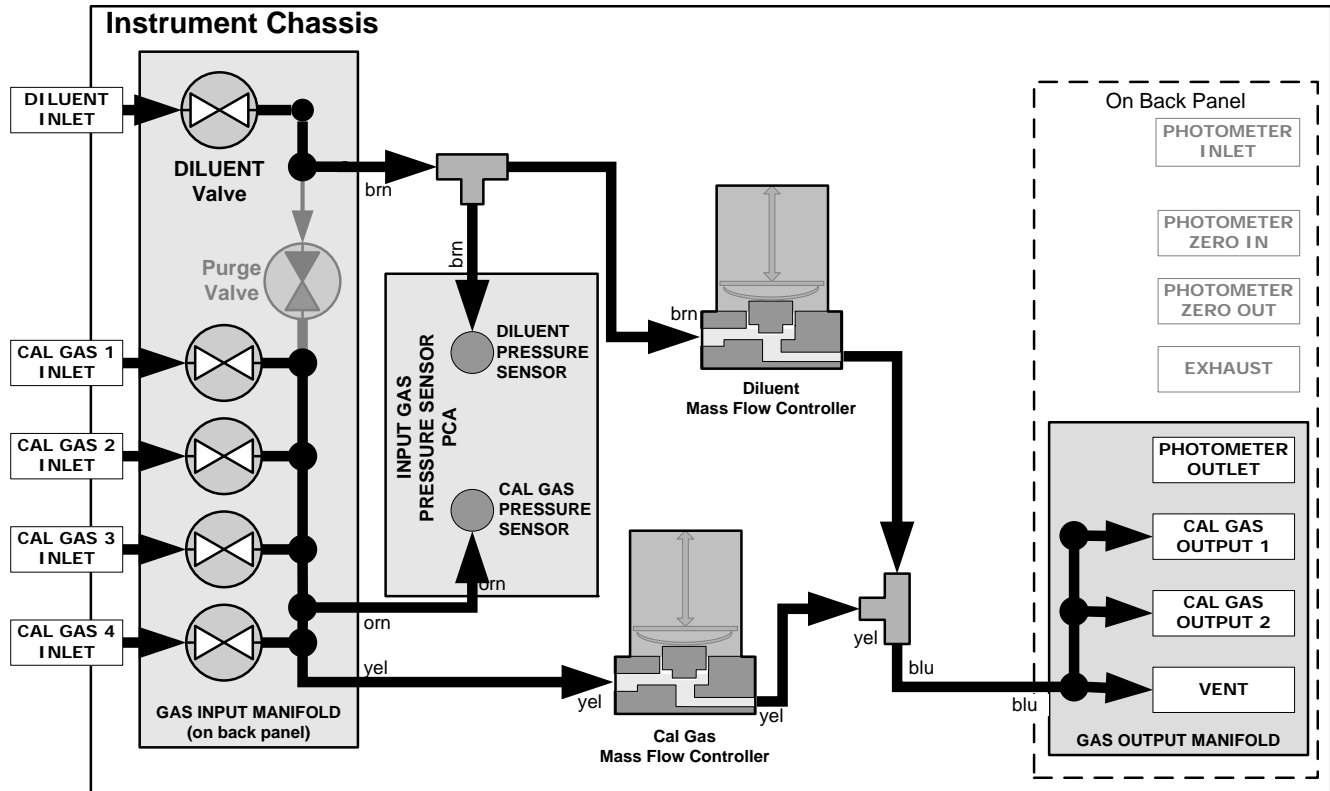 Instrument Chassis
DILUENT
INLET
DILUENT
Valve
Purge
Valve
CAL GAS 1
INLET
CAL GAS 2
INLET
CAL GAS 3
INLET
CAL GAS 4
INLET
GAS INPUT MANIFOLD
(on back panel)
brn
brn
INPUT GAS
PRESSURE SENSOR
PCA
DILUENT
PRESSURE
SENSOR
CAL GAS
PRESSURE
SENSOR
orn
orn
yel
brn
Diluent
Mass Flow Controller
yel
yel
Cal Gas
Mass Flow Controller
yel
blu
blu
On Back Panel
PHOTOMETER
INLET
PHOTOMETER
ZERO IN
PHOTOMETER
ZERO OUT
EXHAUST
PHOTOMETER
OUTLET
CAL GAS
OUTPUT 1
CAL GAS
OUTPUT 2
VENT
GAS OUTPUT MANIFOLD